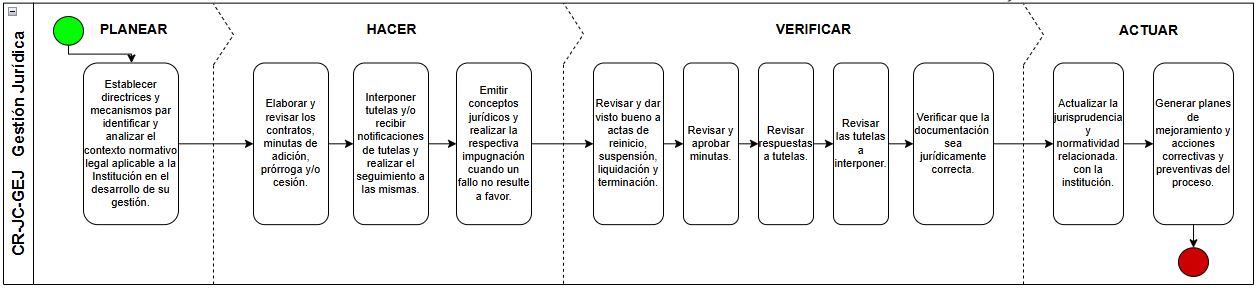 CR-JC-GEJ   Gestión Jurídica
PLANEAR
HACER
VERIFICAR
ACTUAR
Establecer
directrices y
mecanismos par
identificar y
analizar el
contexto normativo
legal aplicable a la
Institución en el
desarrollo de su
gestión.
Elaborar y
revisar los
contratos,
minutas de
adición,
prórroga y/o
cesión.
Interponer
tutelas y/o
recibir
notificaciones
de tutelas y
realizar el
seguimiento a
las mismas.
Emitir
conceptos
jurídicos y
realizar la
respectiva
impugnación
cuando un
fallo no resulte
a favor.
Revisar y dar
visto bueno a
actas de
reinicio,
suspensión,
liquidación y
terminación.
Revisar y
aprobar
minutas.
Revisar
respuestas
a tutelas.
Revisar
las tutelas
a
interponer.
Verificar que la
documentación
sea
jurídicamente
correcta.
Actualizar la
jurisprudencia
y
normatividad
relacionada.
con la
institución.
Generar planes
de
mejoramiento y
acciones
correctivas y
preventivas del
proceso.